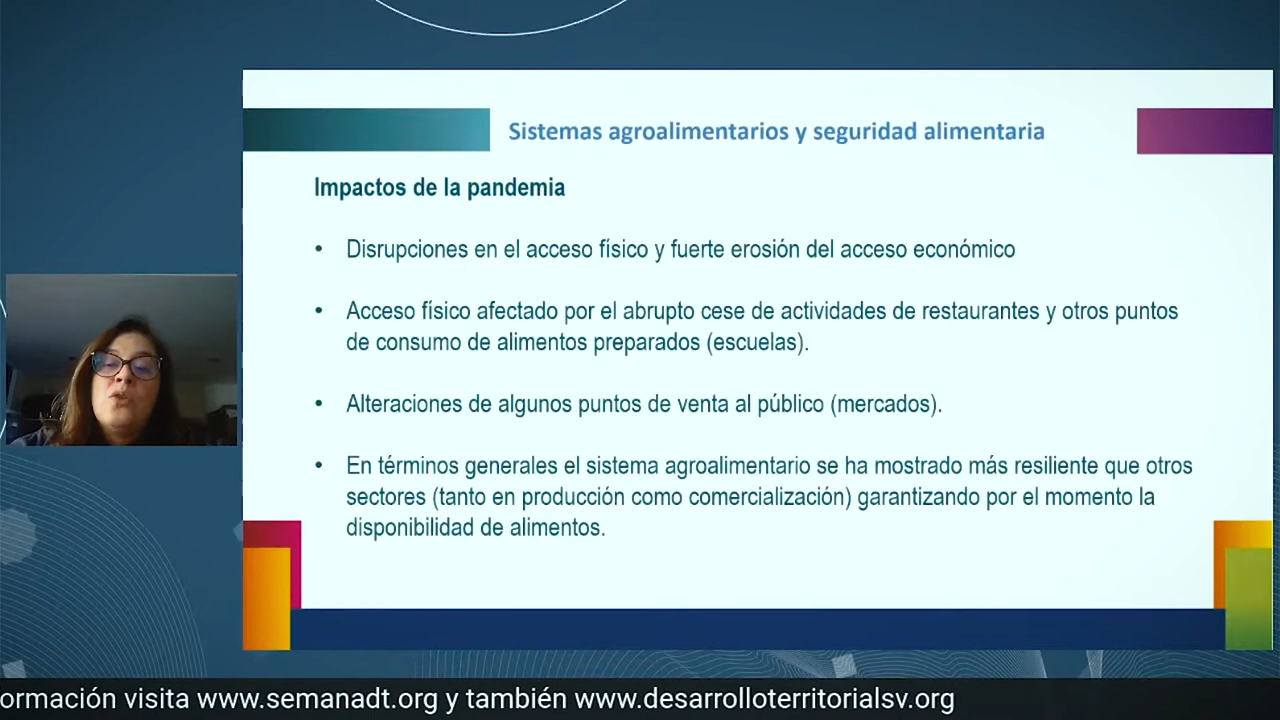 Sistemas agroalimentarios y seguridad alimentaria
Impactos de la pandemia
• Disrupciones en el acceso físico y fuerte erosión del acceso económico
• Acceso físico afectado por el abrupto cese de actividades de restaurantes y otros puntos
de consumo de alimentos preparados (escuelas).
• Alteraciones de algunos puntos de venta al público (mercados).
• En términos generales el sistema agroalimentario se ha mostrado más resiliente que otros
sectores (tanto en producción como comercialización) garantizando por el momento la
disponibilidad de alimentos.
ormación visita www.semanadt.org y también www.desarrolloterritorialsv.org